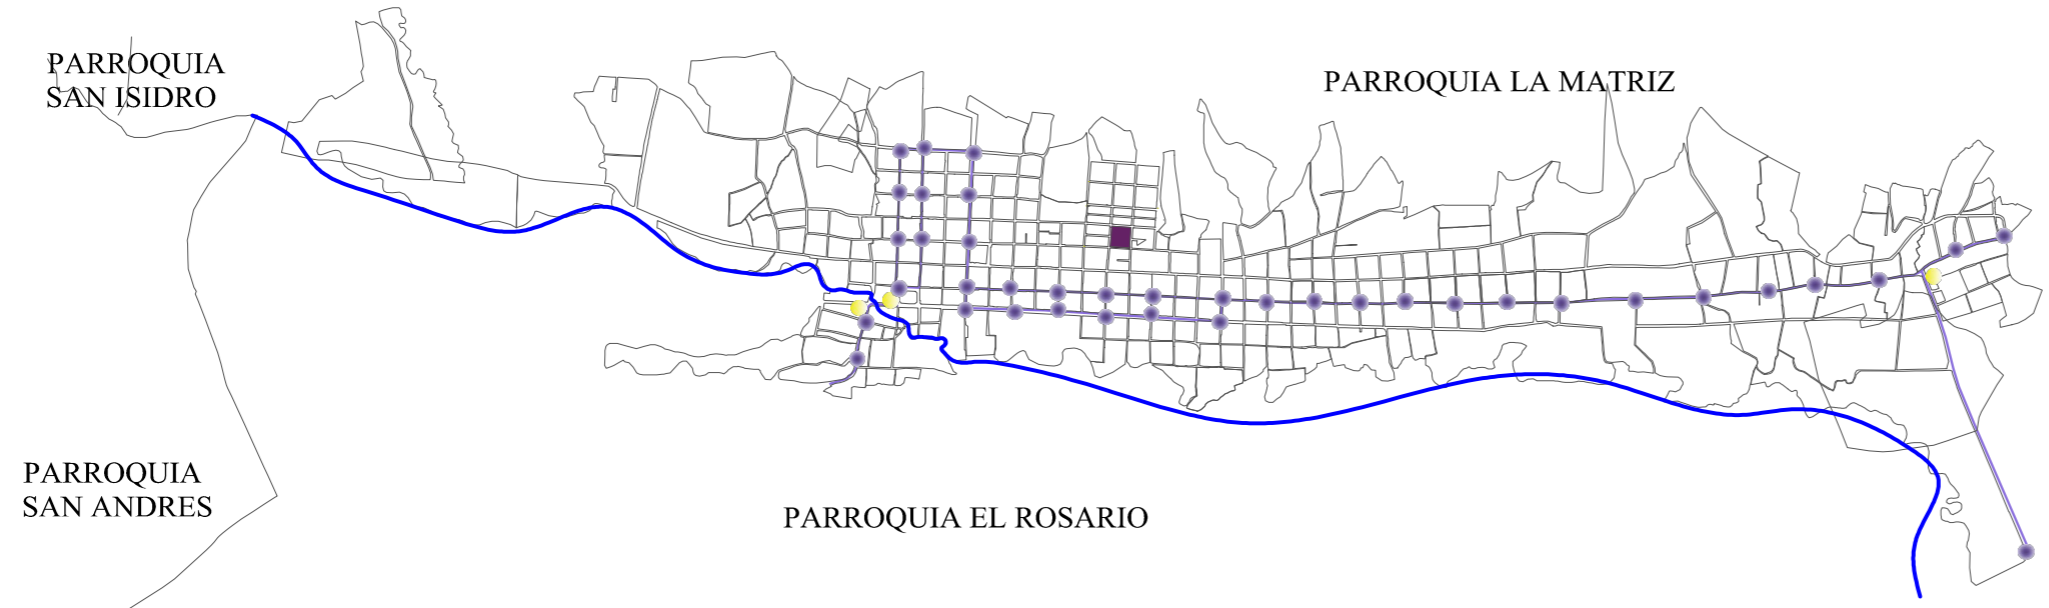 PARROQUIA
SAN ISIDRO
PARROQUIA LA MATRIZ
PARROQUIA
SAN ANDRES
PARROQUIA EL ROSARIO